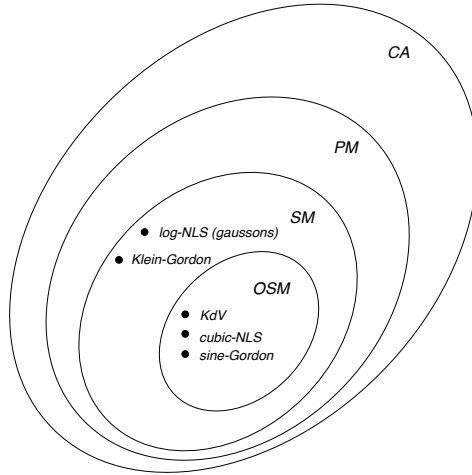 CA
PM
SM
log-NLS (gaussons)
Klein-Gordon
OSM
KdV
cubic-NLS
sine-Gordon